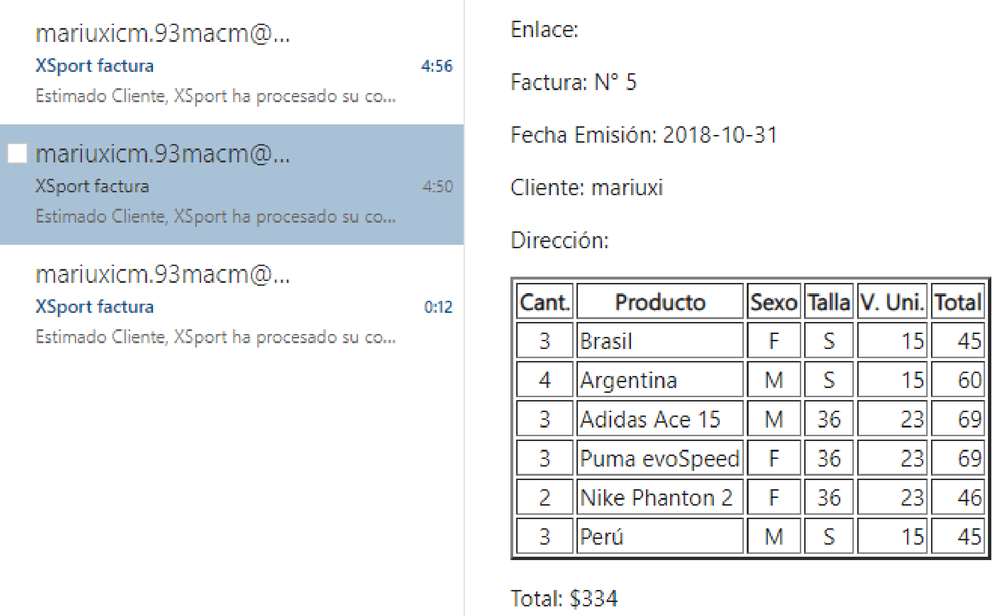 mariuxicm.93macm@...
XSport factura 4:56
Estimado Cliente, XSport ha procesado su co...
mariuxicm.93macm@...
XSport factura 4:50
Estimado Cliente, XSport ha procesado su co...
mariuxicm.93macm@...
XSport factura 0:12
Estimado Cliente, XSport ha procesado su co...
Enlace:
Factura: N° 5
Fecha Emisión: 2018-10-31
Cliente: mariuxi
Dirección:
Cant. Producto Sexo Talla V. Uni. Total
3 Brasil F S 15 45
4 Argentina M S 15 60
3 Adidas Ace 15 M 36 23 69
3 Puma evoSpeed F 36 23 69
2 Nike Phanton 2 F 36 23 46
3 Perú M S 15 45
Total: $334